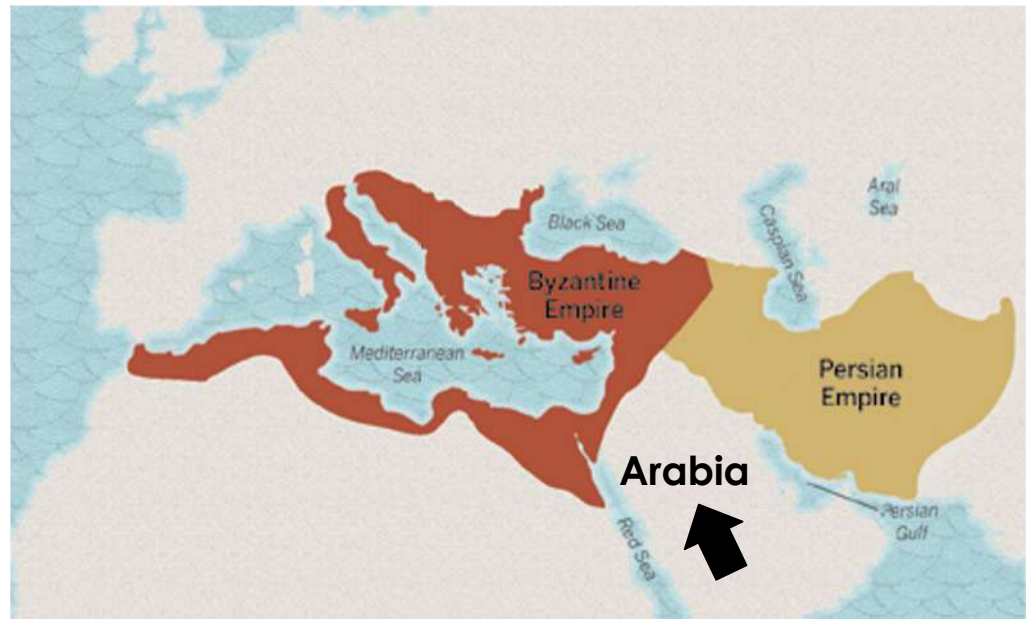 Aral
Sea
Black Sea
Caspian Sea
Byzantine
Empire
Mediterranean
Sea
Persian
Empire
Arabia
Persian
Gulf
Red Sea